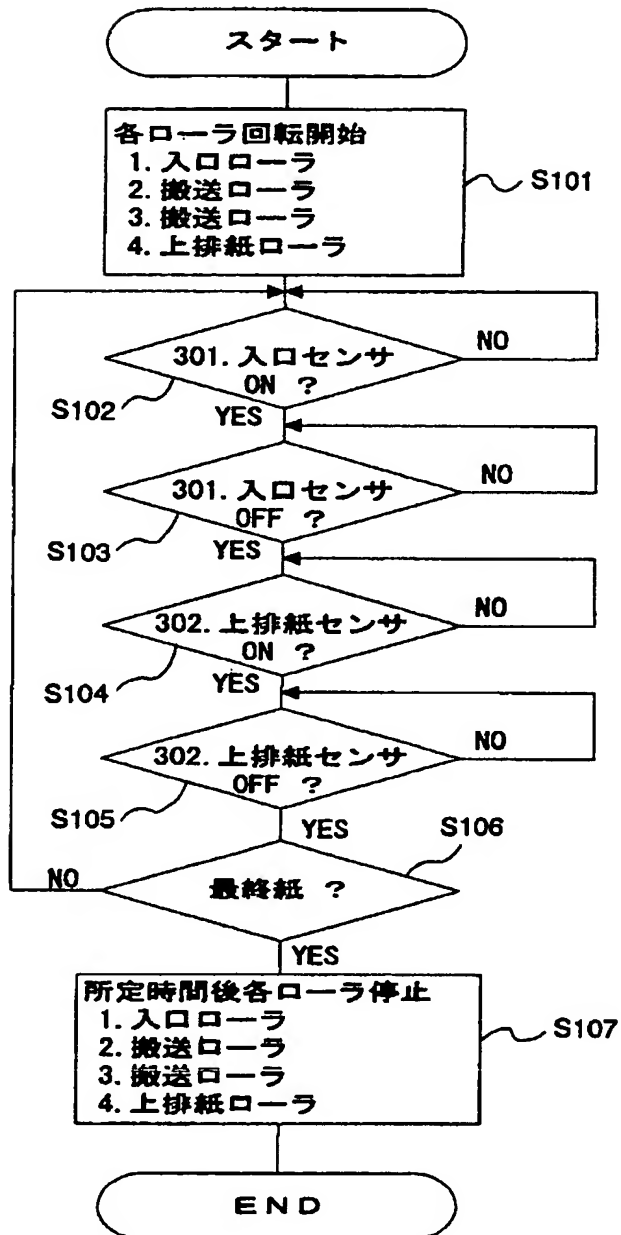 スタート
各ローラ回転開始
1. 入口ローラ
2. 搬送ローラ
3. 搬送ローラ
4. 上排紙ローラ
S101
301. 入口センサ
ON ?
NO
S102
YES
301. 入口センサ
OFF ?
NO
S103
YES
302. 上排紙センサ
ON ?
NO
S104
YES
302. 上排紙センサ
OFF ?
NO
S105
YES
S106
NO
最終紙 ?
YES
所定時間後各ローラ停止
1. 入口ローラ
2. 搬送ローラ
3. 搬送ローラ
4. 上排紙ローラ
S107
END